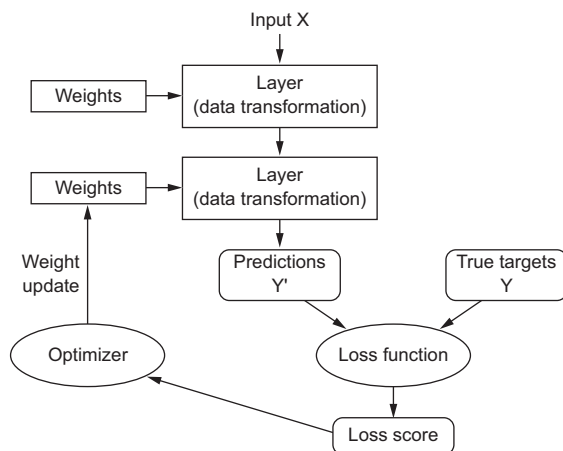 Input X
Layer
(data transformation)
Weights
Layer
(data transformation)
Weights
Weight
update
Predictions
Y'
True targets
Y
Optimizer
Loss function
Loss score